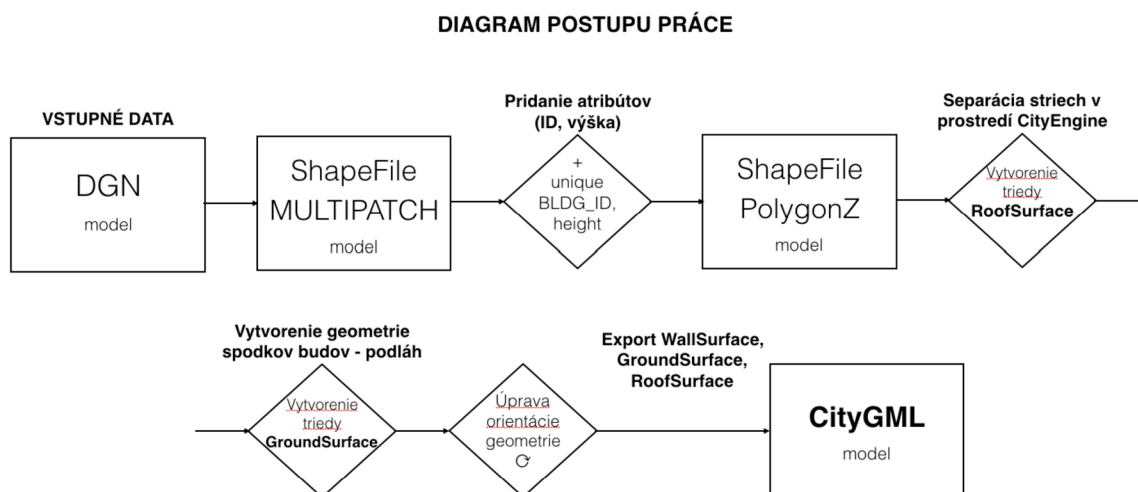 DIAGRAM POSTUPU PRÁCE
VSTUPNÉ DATA
DGN
model
ShapeFile
MULTIPATCH
model
Pridanie atribútov
(ID, výška)
+
unique
BLDG_ID,
height
ShapeFile
PolygonZ
model
Separácia striech v
prostredí CityEngine
Vytvorenie
triedy
RoofSurface
Vytvorenie geometrie
spodkov budov - podláh
Vytvorenie
triedy
GroundSurface
Úprava
orientácie
geometrie
⟳
Export WallSurface,
GroundSurface,
RoofSurface
CityGML
model